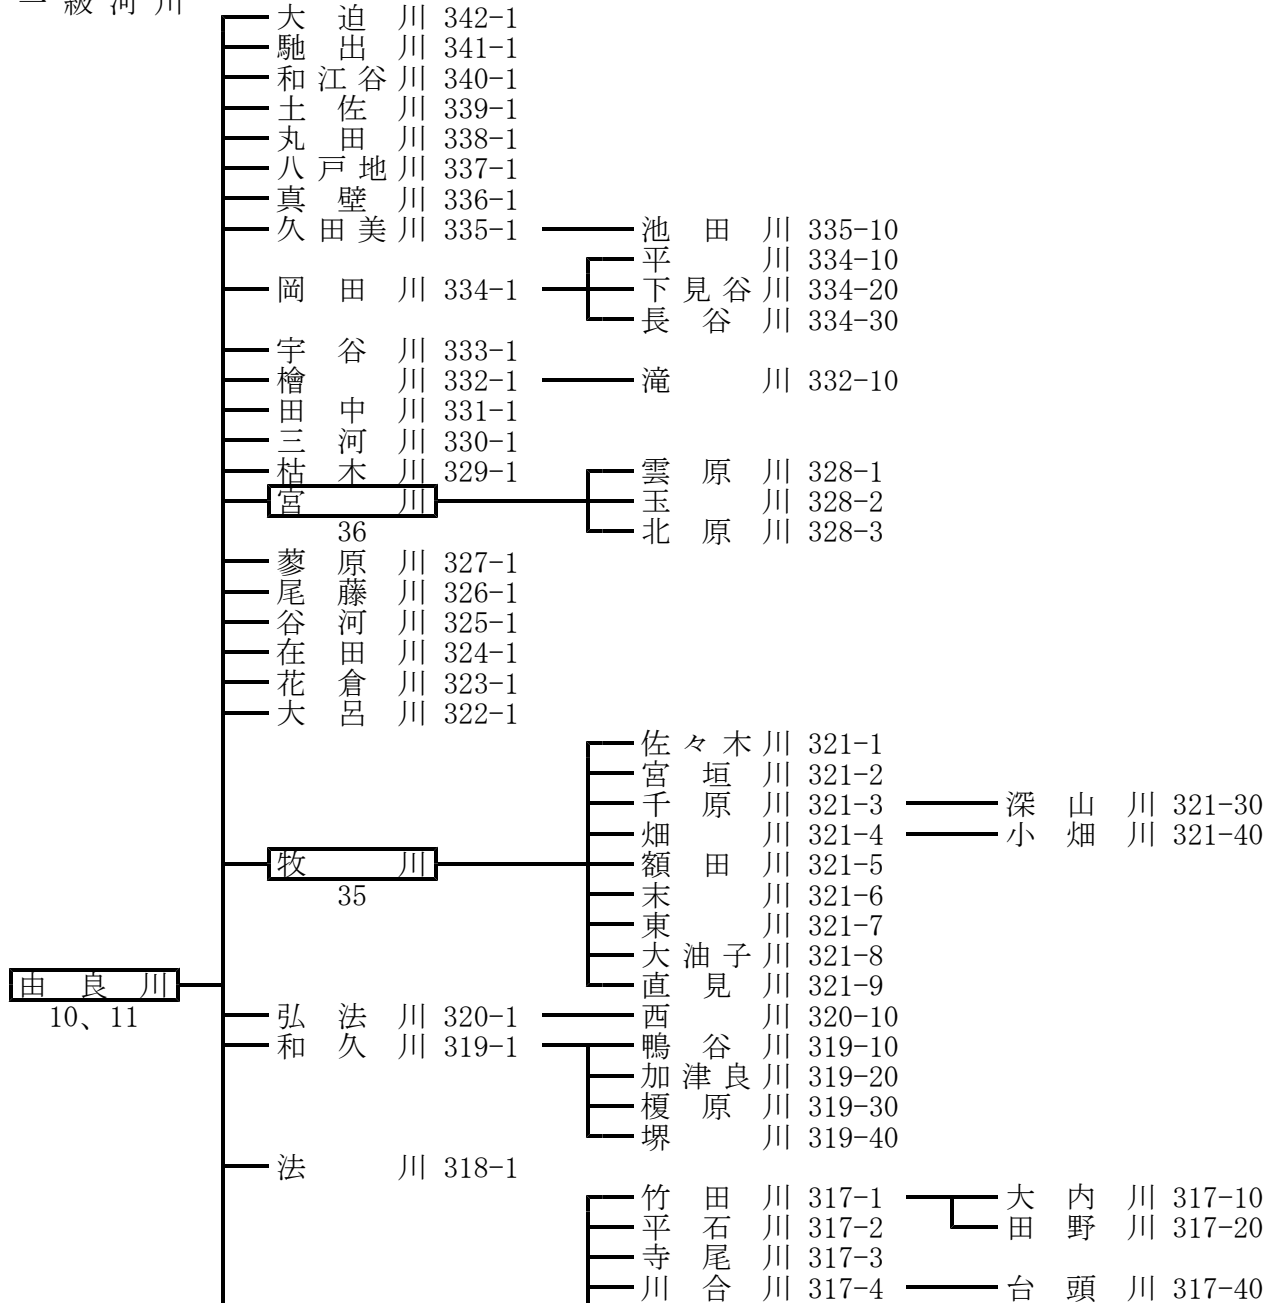 一級河川
大迫川 342-1
馳出川 341-1
和江谷川 340-1
土佐川 339-1
丸田川 338-1
八戸地川 337-1
真壁川 336-1
久田美川 335-1 池田川 335-10
平川 334-10
岡田川 334-1 下見谷川 334-20
長谷川 334-30
宇谷川 333-1
檜川 332-1 滝川 332-10
田中川 331-1
三河川 330-1
枯木川 329-1 雲原川 328-1
宮川 玉川 328-2
36 北原川 328-3
蓼原川 327-1
尾藤川 326-1
谷河川 325-1
在田川 324-1
花倉川 323-1
大呂川 322-1
佐々木川 321-1
宮垣川 321-2
千原川 321-3 深山川 321-30
畑川 321-4 小畑川 321-40
牧川 額田川 321-5
35 末川 321-6
東川 321-7
大油子川 321-8
由良川 直見川 321-9
10、11 弘法川 320-1 西川 320-10
和久川 319-1 鴨谷川 319-10
加津良川 319-20
榎原川 319-30
堺川 319-40
法川 318-1
竹田川 317-1 大内川 317-10
平石川 317-2 田野川 317-20
寺尾川 317-3
川合川 317-4 台頭川 317-40